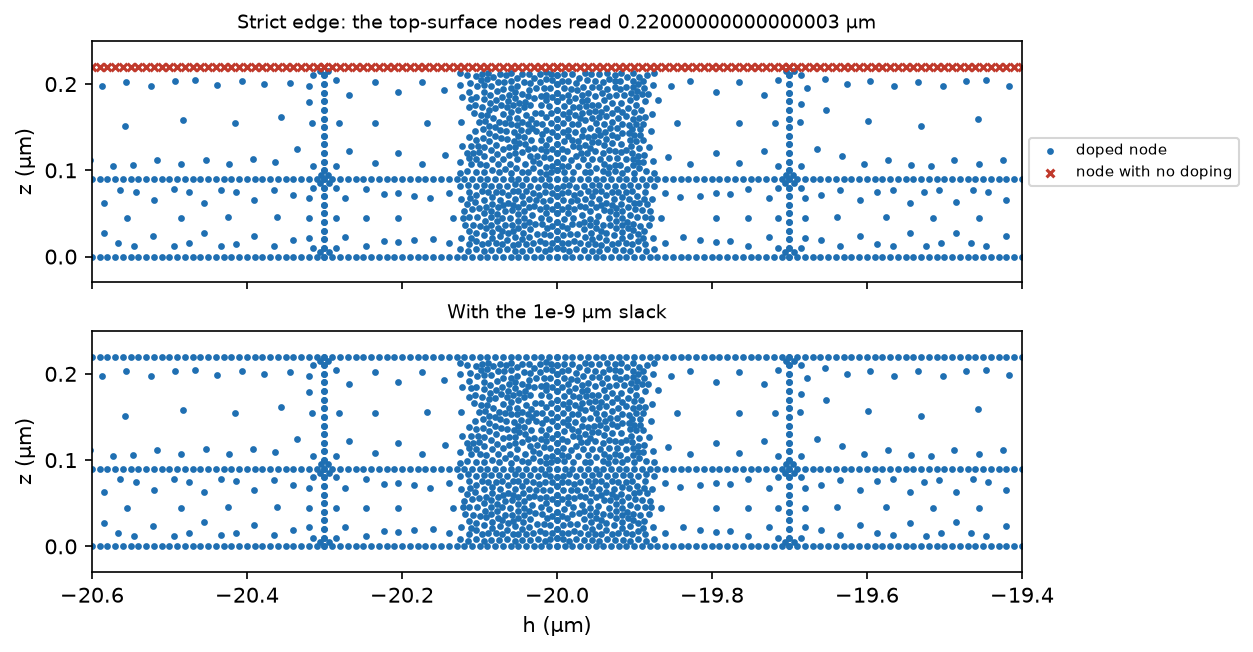 Strict edge: the top-surface nodes read 0.22000000000000003 µm
z (µm)
0.2
0.1
0.0
doped node
node with no doping
With the 1e-9 µm slack
z (µm)
0.2
0.1
0.0
−20.6 −20.4 −20.2 −20.0 −19.8 −19.6 −19.4
h (µm)